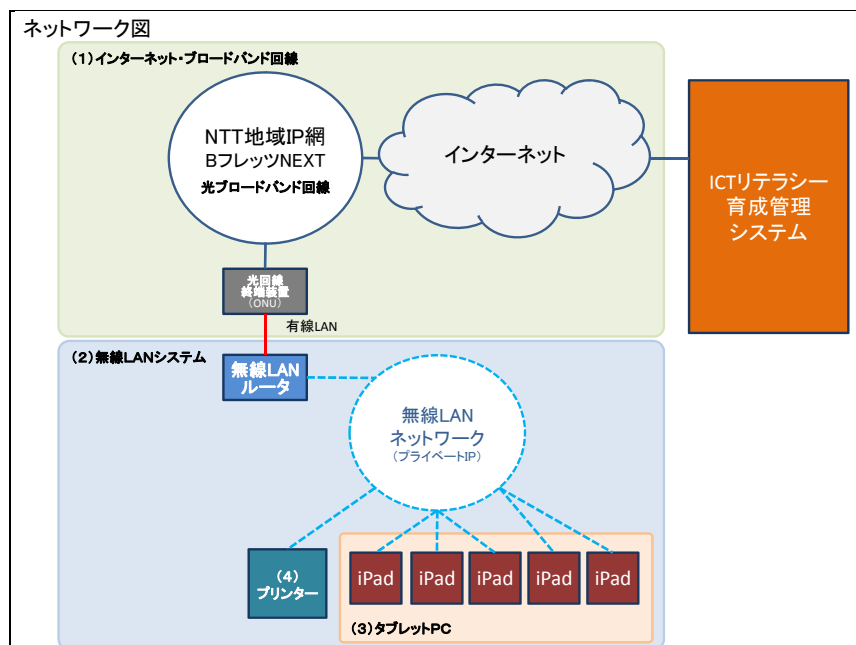 ネットワーク図
(1)インターネット・ブロードバンド回線
NTT地域IP網
BフレッツNEXT
光ブロードバンド回線
インターネット
ICTリテラシー
育成管理
システム
光回線
終端装置
(ONU)
有線LAN
(2)無線LANシステム
無線LAN
ルータ
無線LAN
ネットワーク
(プライベートIP)
(4)
プリンター
iPad
iPad
iPad
iPad
iPad
(3)タブレットPC